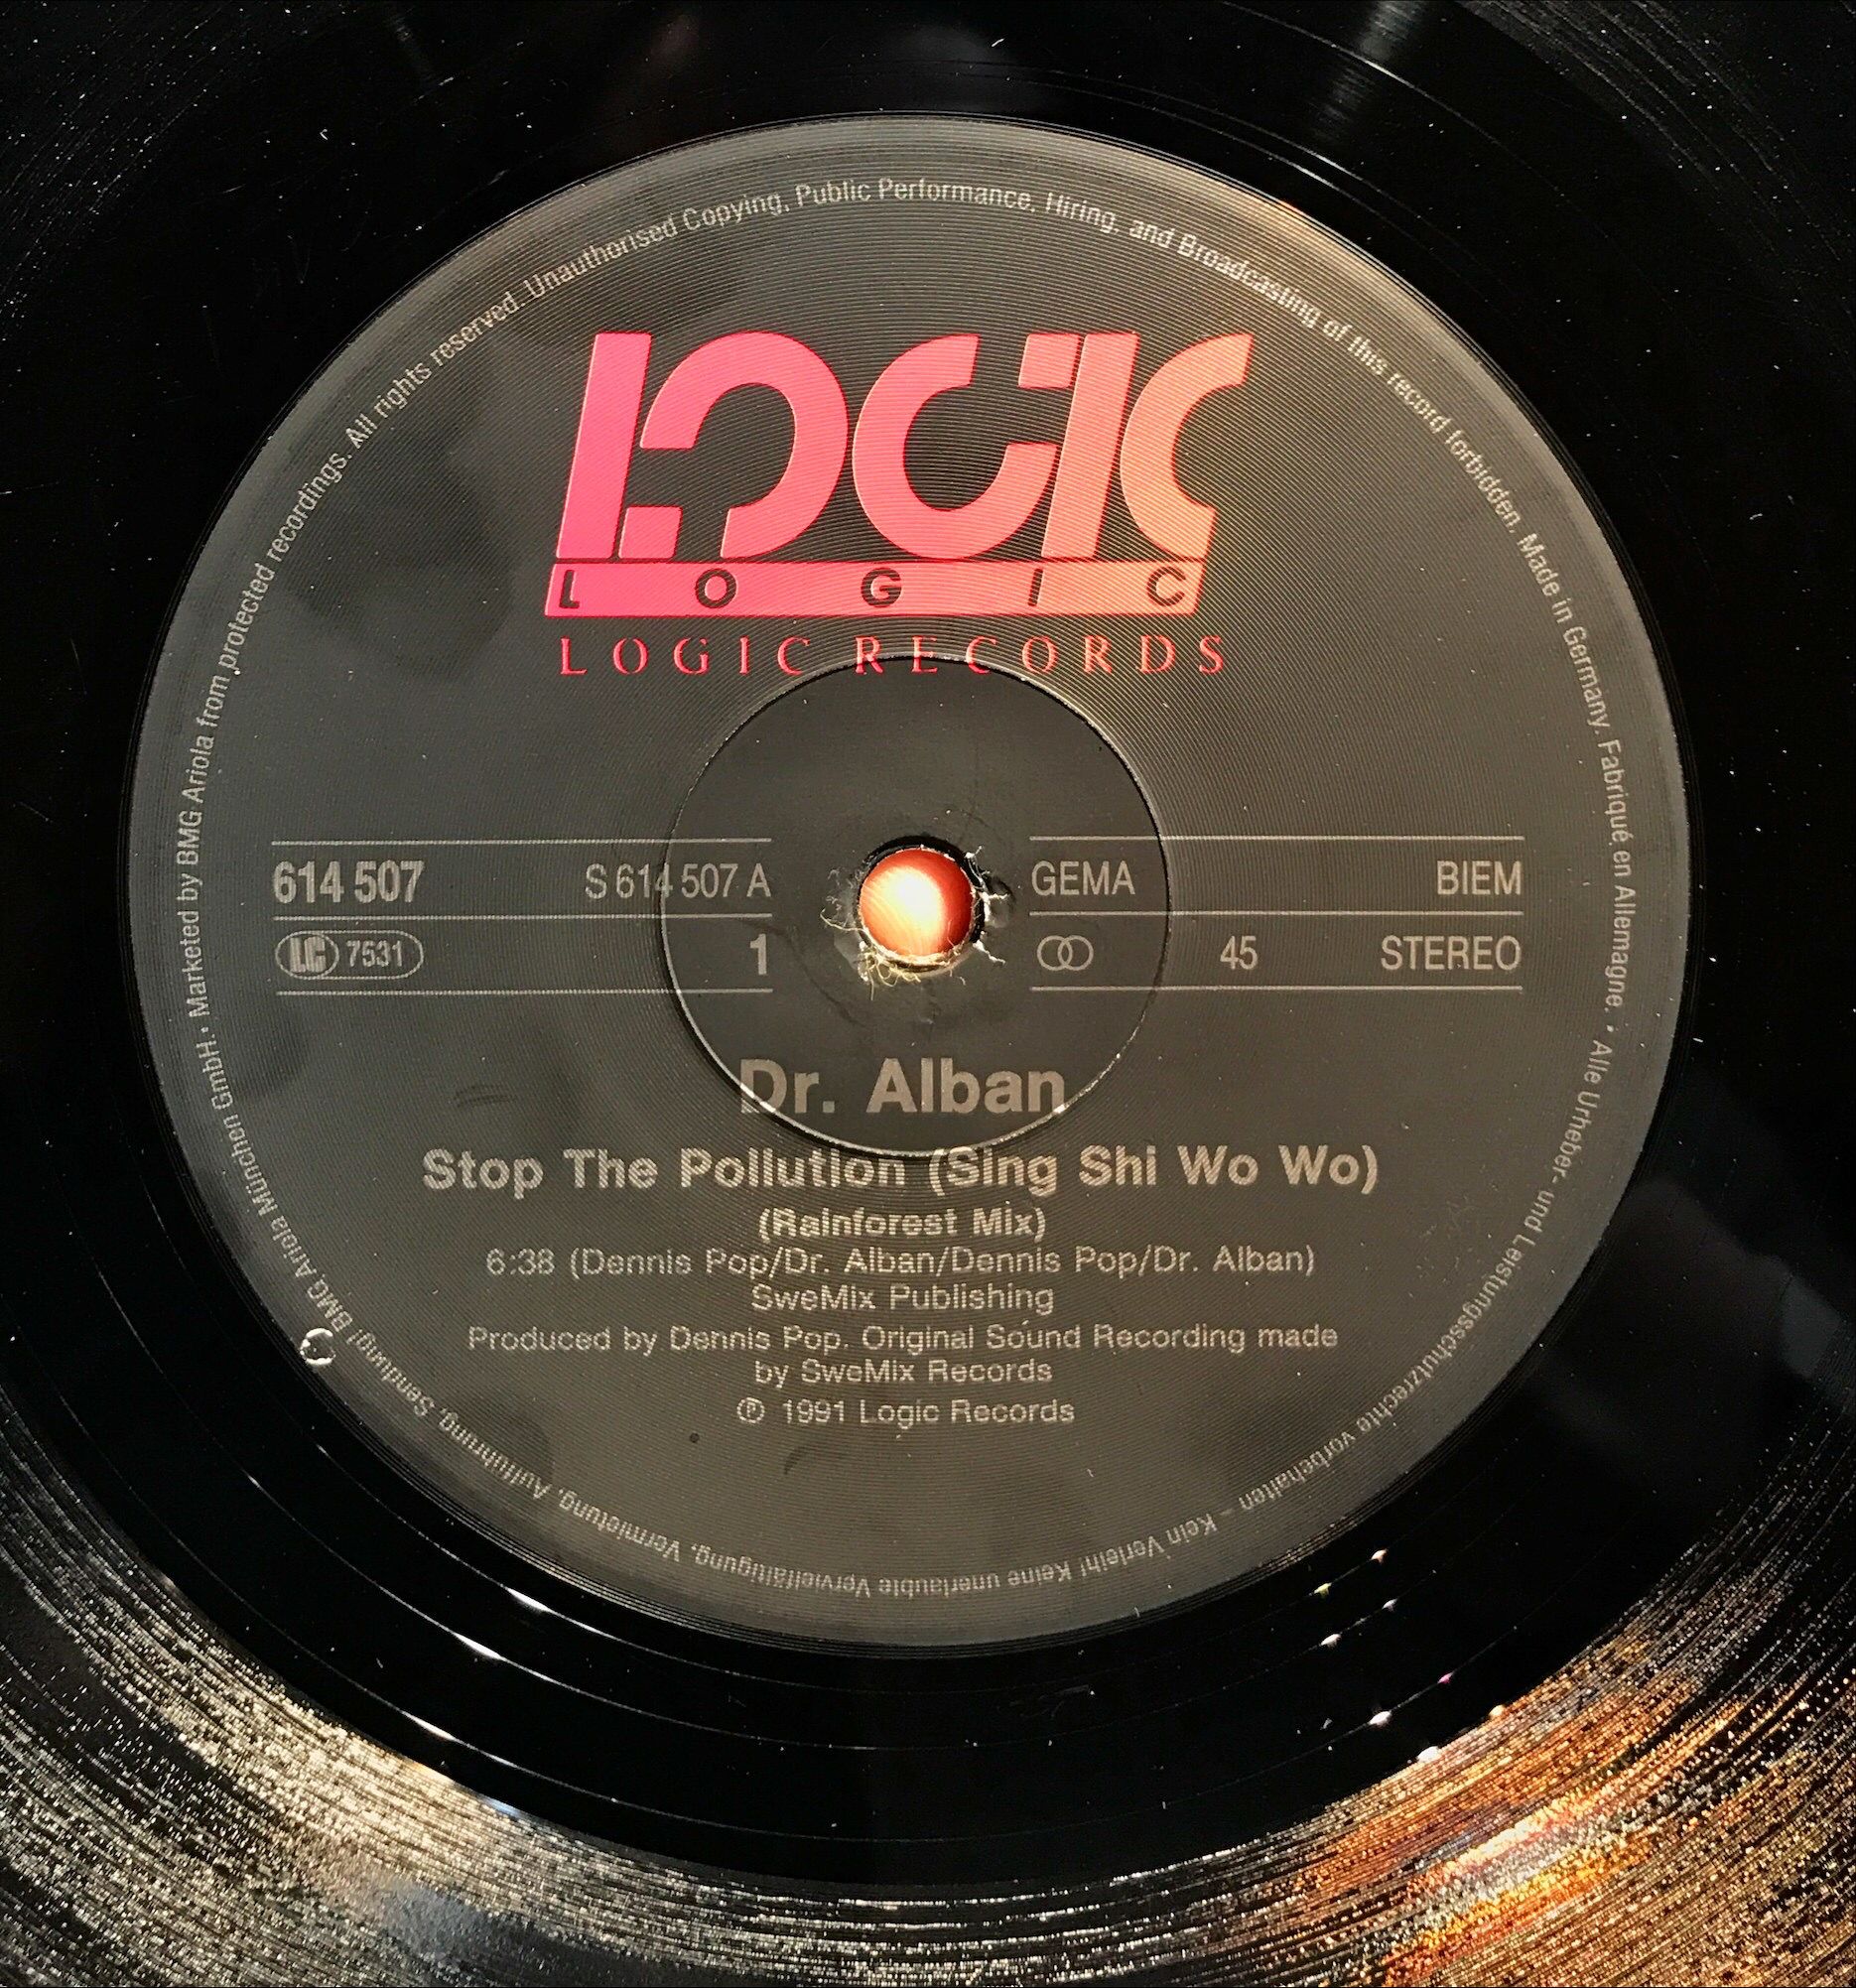 LOGIC
LOGIC
LOGIC RECORDS
614 507 S 614 507 A
LC 7531 1
GEMA BIEM
45 STEREO
Dr. Alban
Stop The Pollution (Sing Shi Wo Wo)
(Rainforest Mix)
6:38 (Dennis Pop/Dr. Alban/Dennis Pop/Dr. Alban)
SweMix Publishing
Produced by Dennis Pop. Original Sound Recording made
by SweMix Records
℗ 1991 Logic Records
• Marketed by BMG Ariola from protected recordings. All rights reserved. Unauthorised Copying, Public Performance, Hiring, and Broadcasting of this record forbidden. Made in Germany. Fabriqué en Allemagne. • Alle Urheber- und Leistungsschutzrechte vorbehalten – Kein Verleih! Keine unerlaubte Vervielfältigung, Vermietung, Aufführung, Sendung! BMG Ariola München GmbH.